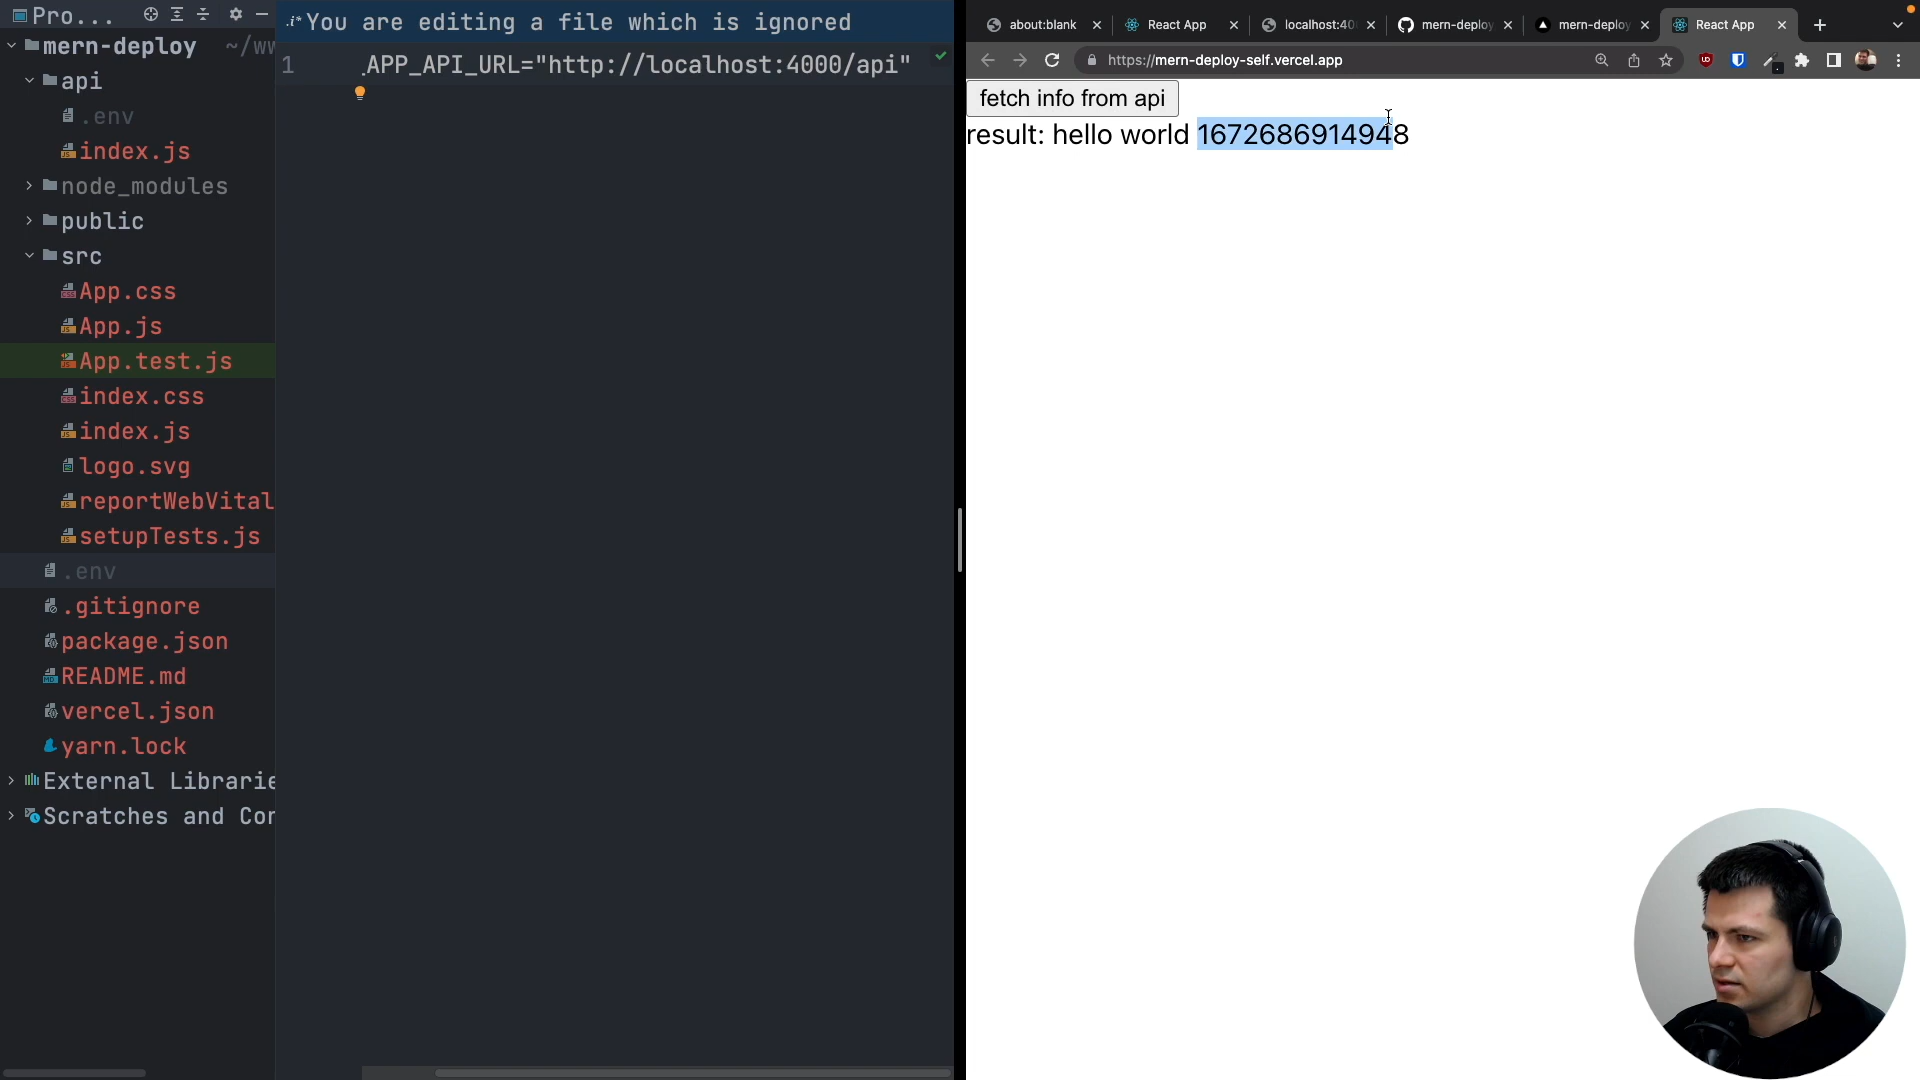 Pro...
mern-deploy ~/ww
api
.env
index.js
node_modules
public
src
App.css
App.js
App.test.js
index.css
index.js
logo.svg
reportWebVital
setupTests.js
.env
.gitignore
package.json
README.md
vercel.json
yarn.lock
External Librarie
Scratches and Cor
.i* You are editing a file which is ignored
1 _APP_API_URL="http://localhost:4000/api"
about:blank
React App
localhost:40
mern-deploy
mern-deploy
React App
https://mern-deploy-self.vercel.app
fetch info from api
result: hello world 1672686914948